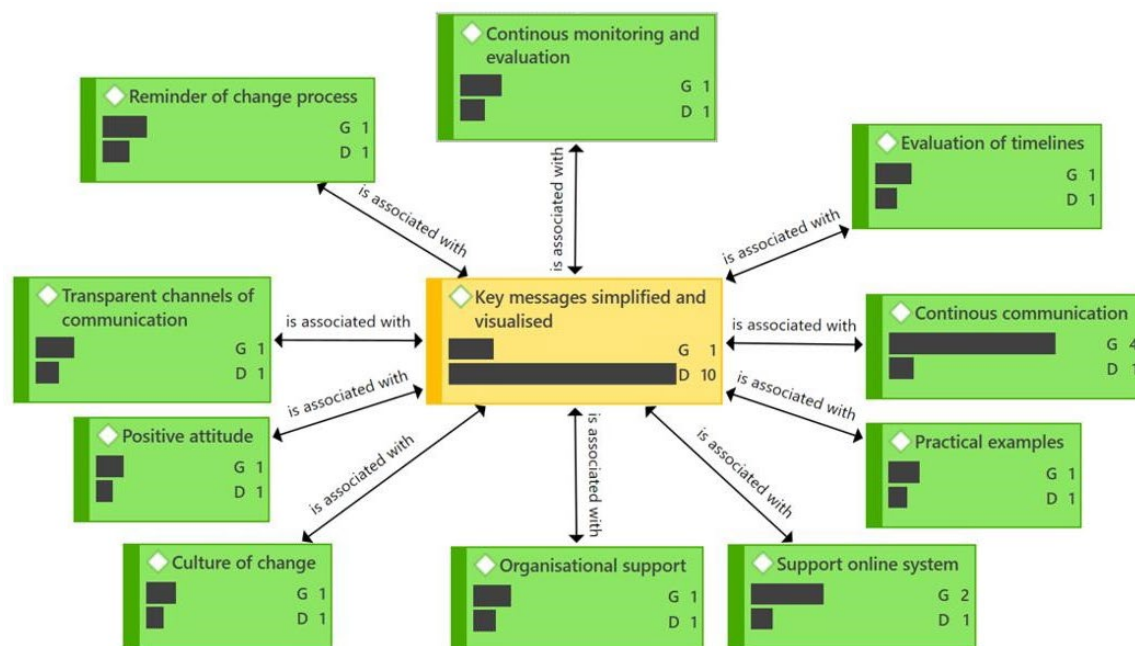 Continous monitoring and
evaluation
G 1
D 1
Reminder of change process
G 1
D 1
Evaluation of timelines
G 1
D 1
is associated with
is associated with
is associated with
Key messages simplified and
visualised
G 1
D 10
Transparent channels of
communication
G 1
D 1
is associated with
is associated with
Continous communication
G 4
D 1
is associated with
Positive attitude
G 1
D 1
is associated with
Practical examples
G 1
D 1
is associated with
is associated with
is associated with
Culture of change
G 1
D 1
Organisational support
G 1
D 1
Support online system
G 2
D 1